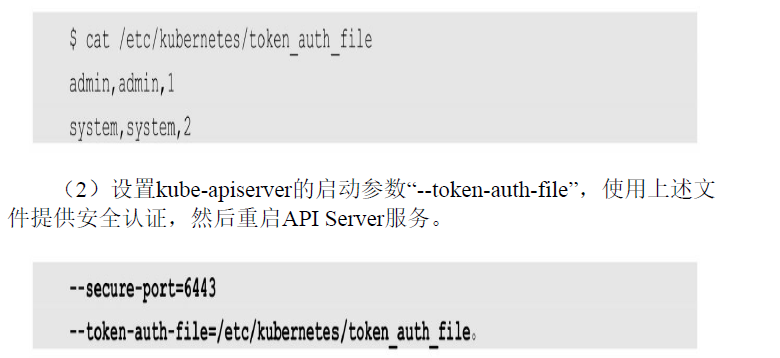 $ cat /etc/kubernetes/token_auth_file
admin,admin,1
system,system,2
（2）设置kube-apiserver的启动参数“--token-auth-file”，使用上述文
件提供安全认证，然后重启API Server服务。
--secure-port=6443
--token-auth-file=/etc/kubernetes/token_auth_file。